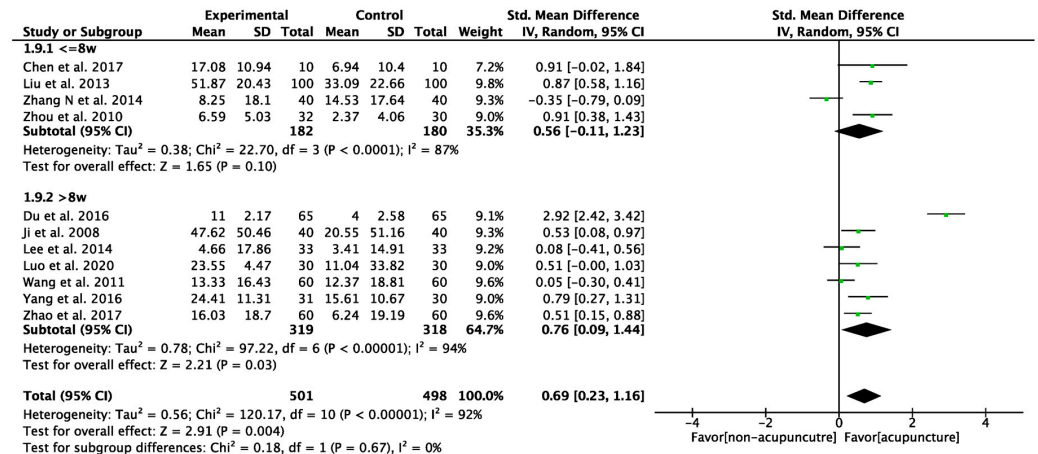 Experimental Control Std. Mean Difference Std. Mean Difference
Study or Subgroup Mean SD Total Mean SD Total Weight IV, Random, 95% CI IV, Random, 95% CI
1.9.1 <=8w
Chen et al. 2017 17.08 10.94 10 6.94 10.4 10 7.2% 0.91 [-0.02, 1.84]
Liu et al. 2013 51.87 20.43 100 33.09 22.66 100 9.8% 0.87 [0.58, 1.16]
Zhang N et al. 2014 8.25 18.1 40 14.53 17.64 40 9.3% -0.35 [-0.79, 0.09]
Zhou et al. 2010 6.59 5.03 32 2.37 4.06 30 9.0% 0.91 [0.38, 1.43]
Subtotal (95% CI) 182 180 35.3% 0.56 [-0.11, 1.23]
Heterogeneity: Tau² = 0.38; Chi² = 22.70, df = 3 (P < 0.0001); I² = 87%
Test for overall effect: Z = 1.65 (P = 0.10)
1.9.2 >8w
Du et al. 2016 11 2.17 65 4 2.58 65 9.1% 2.92 [2.42, 3.42]
Ji et al. 2008 47.62 50.46 40 20.55 51.16 40 9.3% 0.53 [0.08, 0.97]
Lee et al. 2014 4.66 17.86 33 3.41 14.91 33 9.2% 0.08 [-0.41, 0.56]
Luo et al. 2020 23.55 4.47 30 11.04 33.82 30 9.0% 0.51 [-0.00, 1.03]
Wang et al. 2011 13.33 16.43 60 12.37 18.81 60 9.6% 0.05 [-0.30, 0.41]
Yang et al. 2016 24.41 11.31 31 15.61 10.67 30 9.0% 0.79 [0.27, 1.31]
Zhao et al. 2017 16.03 18.7 60 6.24 19.19 60 9.6% 0.51 [0.15, 0.88]
Subtotal (95% CI) 319 318 64.7% 0.76 [0.09, 1.44]
Heterogeneity: Tau² = 0.78; Chi² = 97.22, df = 6 (P < 0.00001); I² = 94%
Test for overall effect: Z = 2.21 (P = 0.03)
Total (95% CI) 501 498 100.0% 0.69 [0.23, 1.16]
Heterogeneity: Tau² = 0.56; Chi² = 120.17, df = 10 (P < 0.00001); I² = 92%
Test for overall effect: Z = 2.91 (P = 0.004)
Test for subgroup differences: Chi² = 0.18, df = 1 (P = 0.67), I² = 0%
-4 -2 0 2 4
Favor[non-acupuncutre] Favor[acupuncture]